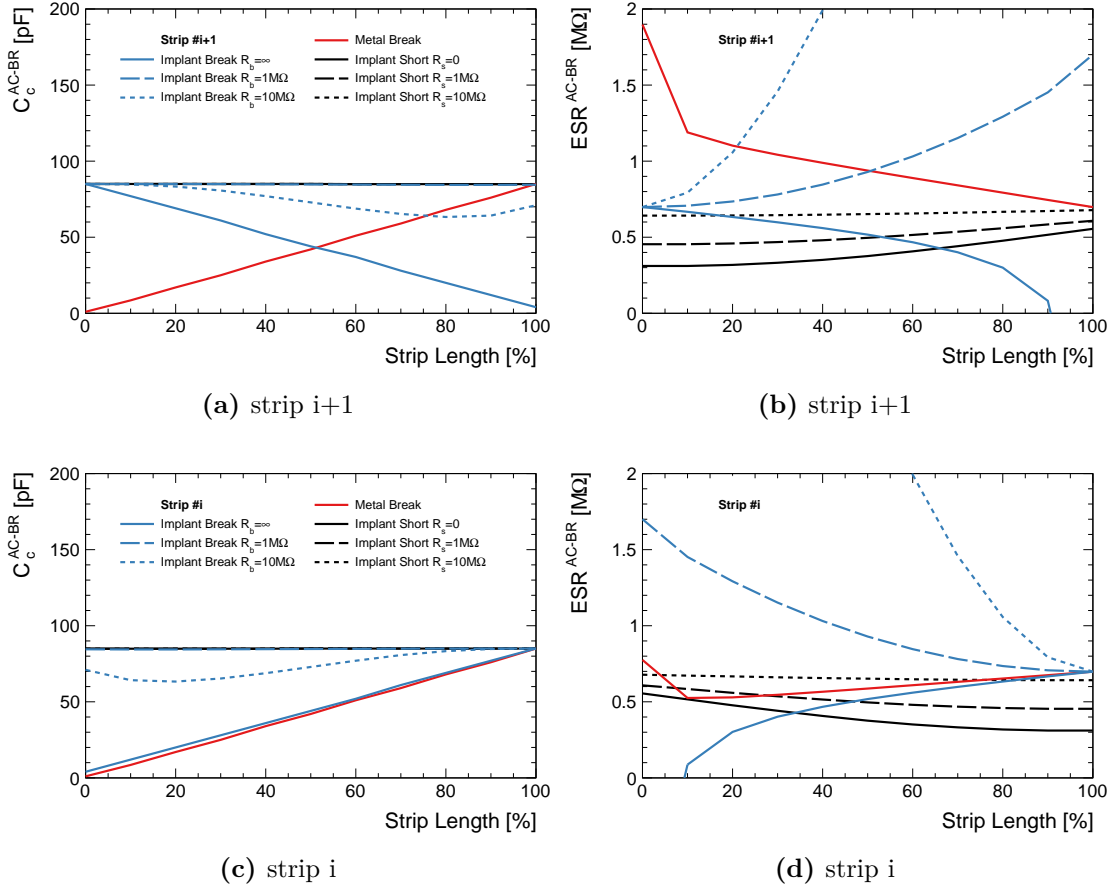 C_c^AC-BR [pF]
200
150
100
50
0
Strip #i+1
Implant Break R_b=∞
Implant Break R_b=1MΩ
Implant Break R_b=10MΩ
Metal Break
Implant Short R_s=0
Implant Short R_s=1MΩ
Implant Short R_s=10MΩ
0 20 40 60 80 100
Strip Length [%]
(a) strip i+1
ESR^AC-BR [MΩ]
2
1.5
1
0.5
0
Strip #i+1
0 20 40 60 80 100
Strip Length [%]
(b) strip i+1
C_c^AC-BR [pF]
200
150
100
50
0
Strip #i
Implant Break R_b=∞
Implant Break R_b=1MΩ
Implant Break R_b=10MΩ
Metal Break
Implant Short R_s=0
Implant Short R_s=1MΩ
Implant Short R_s=10MΩ
0 20 40 60 80 100
Strip Length [%]
(c) strip i
ESR^AC-BR [MΩ]
2
1.5
1
0.5
0
Strip #i
0 20 40 60 80 100
Strip Length [%]
(d) strip i